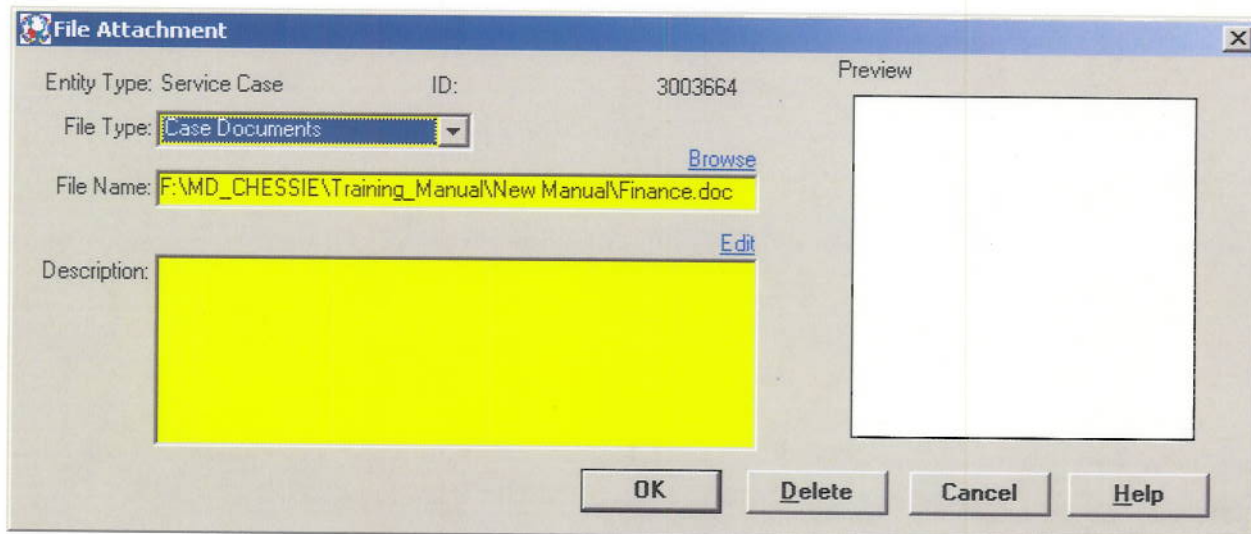 File Attachment
Entity Type: Service Case ID: 3003664
Preview
File Type: Case Documents
Browse
File Name: F:\MD_CHESSIE\Training_Manual\New Manual\Finance.doc
Edit
Description:
OK Delete Cancel Help